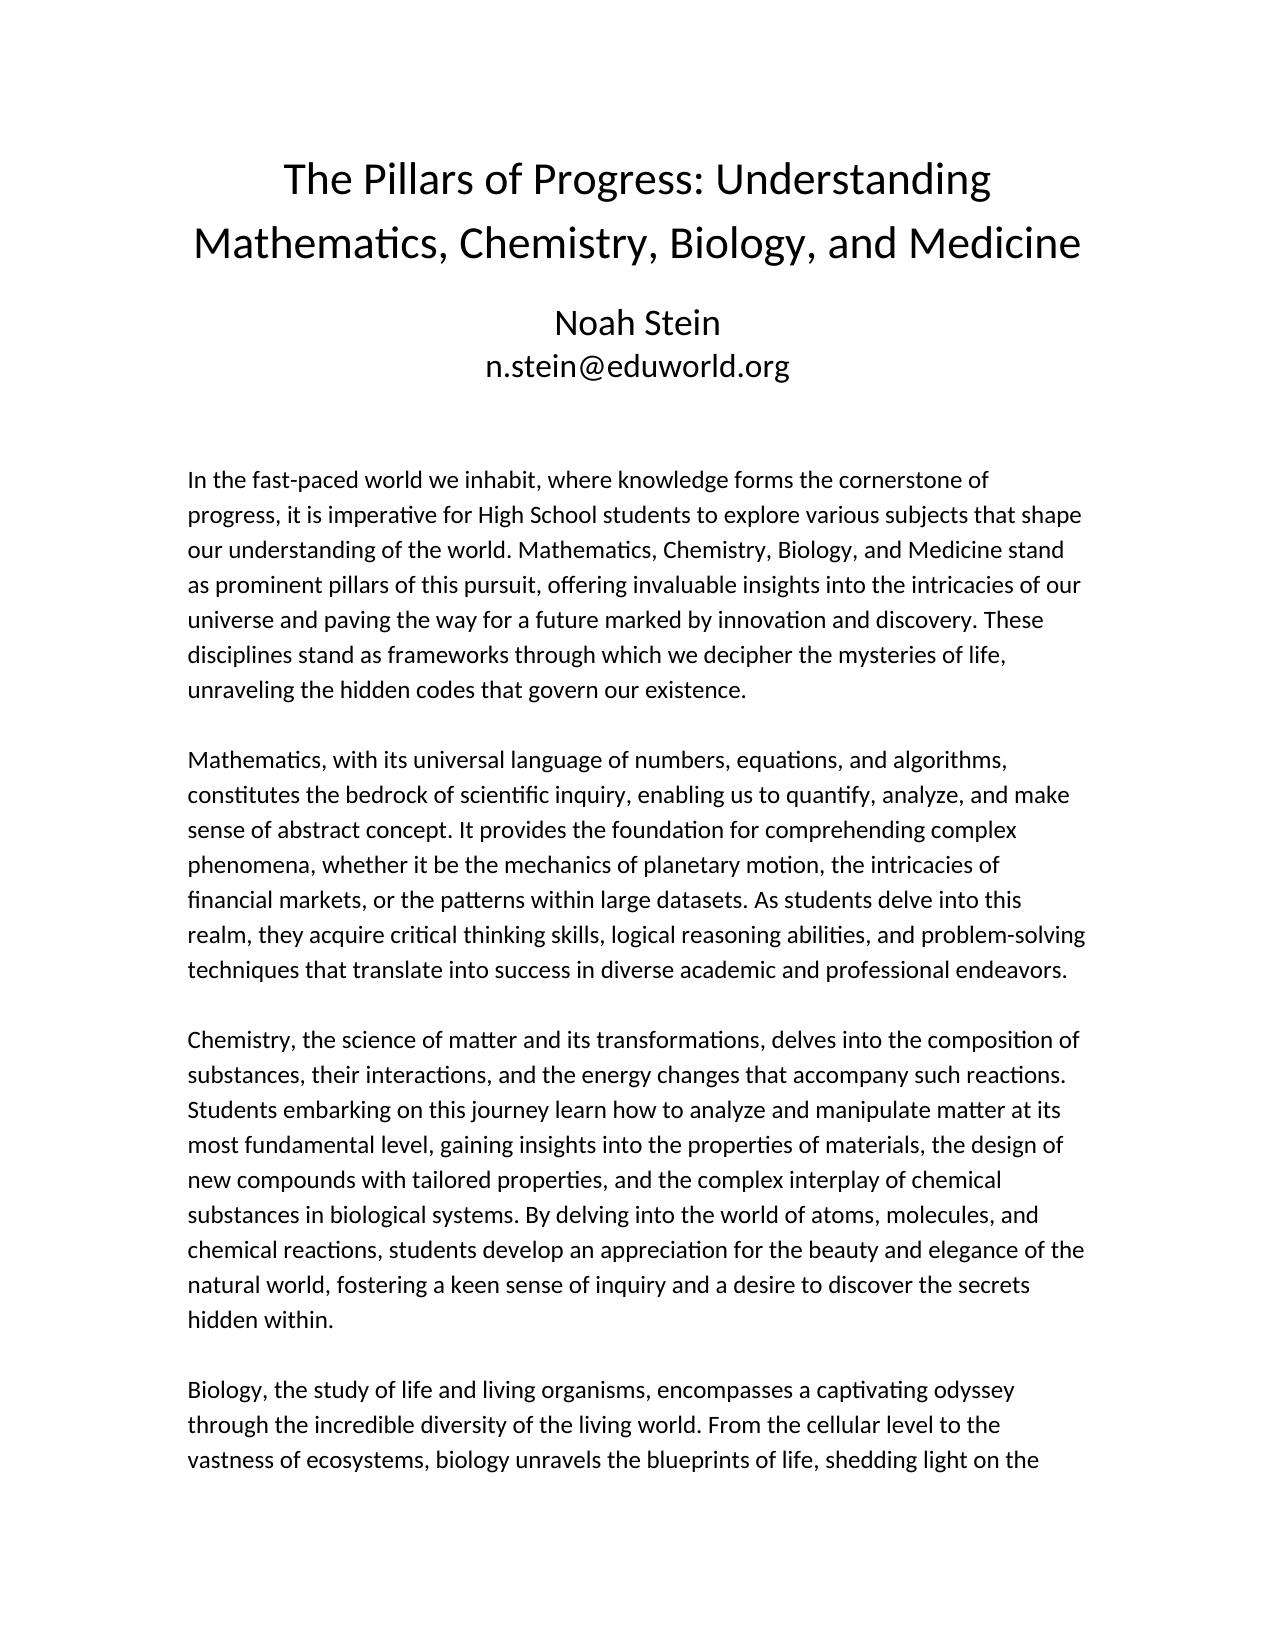 The Pillars of Progress: Understanding
Mathematics, Chemistry, Biology, and Medicine
Noah Stein
n.stein@eduworld.org
In the fast-paced world we inhabit, where knowledge forms the cornerstone of
progress, it is imperative for High School students to explore various subjects that shape
our understanding of the world. Mathematics, Chemistry, Biology, and Medicine stand
as prominent pillars of this pursuit, offering invaluable insights into the intricacies of our
universe and paving the way for a future marked by innovation and discovery. These
disciplines stand as frameworks through which we decipher the mysteries of life,
unraveling the hidden codes that govern our existence.
Mathematics, with its universal language of numbers, equations, and algorithms,
constitutes the bedrock of scientific inquiry, enabling us to quantify, analyze, and make
sense of abstract concept. It provides the foundation for comprehending complex
phenomena, whether it be the mechanics of planetary motion, the intricacies of
financial markets, or the patterns within large datasets. As students delve into this
realm, they acquire critical thinking skills, logical reasoning abilities, and problem-solving
techniques that translate into success in diverse academic and professional endeavors.
Chemistry, the science of matter and its transformations, delves into the composition of
substances, their interactions, and the energy changes that accompany such reactions.
Students embarking on this journey learn how to analyze and manipulate matter at its
most fundamental level, gaining insights into the properties of materials, the design of
new compounds with tailored properties, and the complex interplay of chemical
substances in biological systems. By delving into the world of atoms, molecules, and
chemical reactions, students develop an appreciation for the beauty and elegance of the
natural world, fostering a keen sense of inquiry and a desire to discover the secrets
hidden within.
Biology, the study of life and living organisms, encompasses a captivating odyssey
through the incredible diversity of the living world. From the cellular level to the
vastness of ecosystems, biology unravels the blueprints of life, shedding light on the